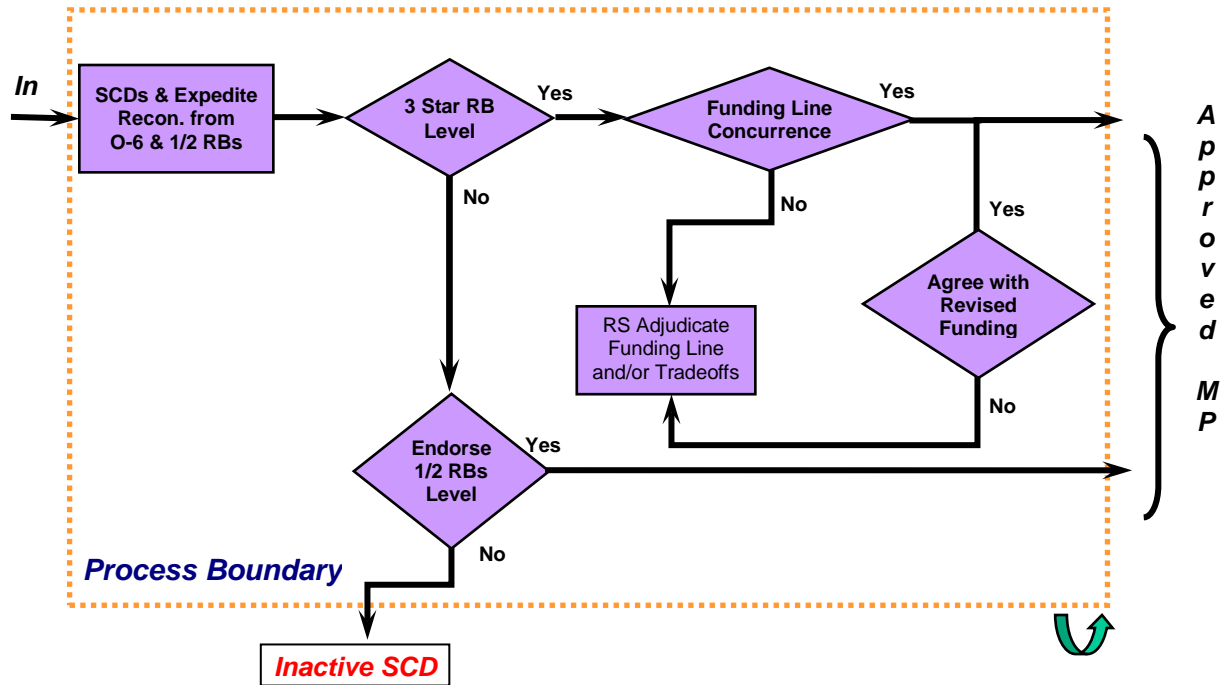 In
SCDs & Expedite
Recon. from
O-6 & 1/2 RBs
3 Star RB
Level
Yes
No
Funding Line
Concurrence
Yes
No
Yes
Agree with
Revised
Funding
No
RS Adjudicate
Funding Line
and/or Tradeoffs
Endorse
1/2 RBs
Level
Yes
No
Process Boundary
Inactive SCD
Approved MP